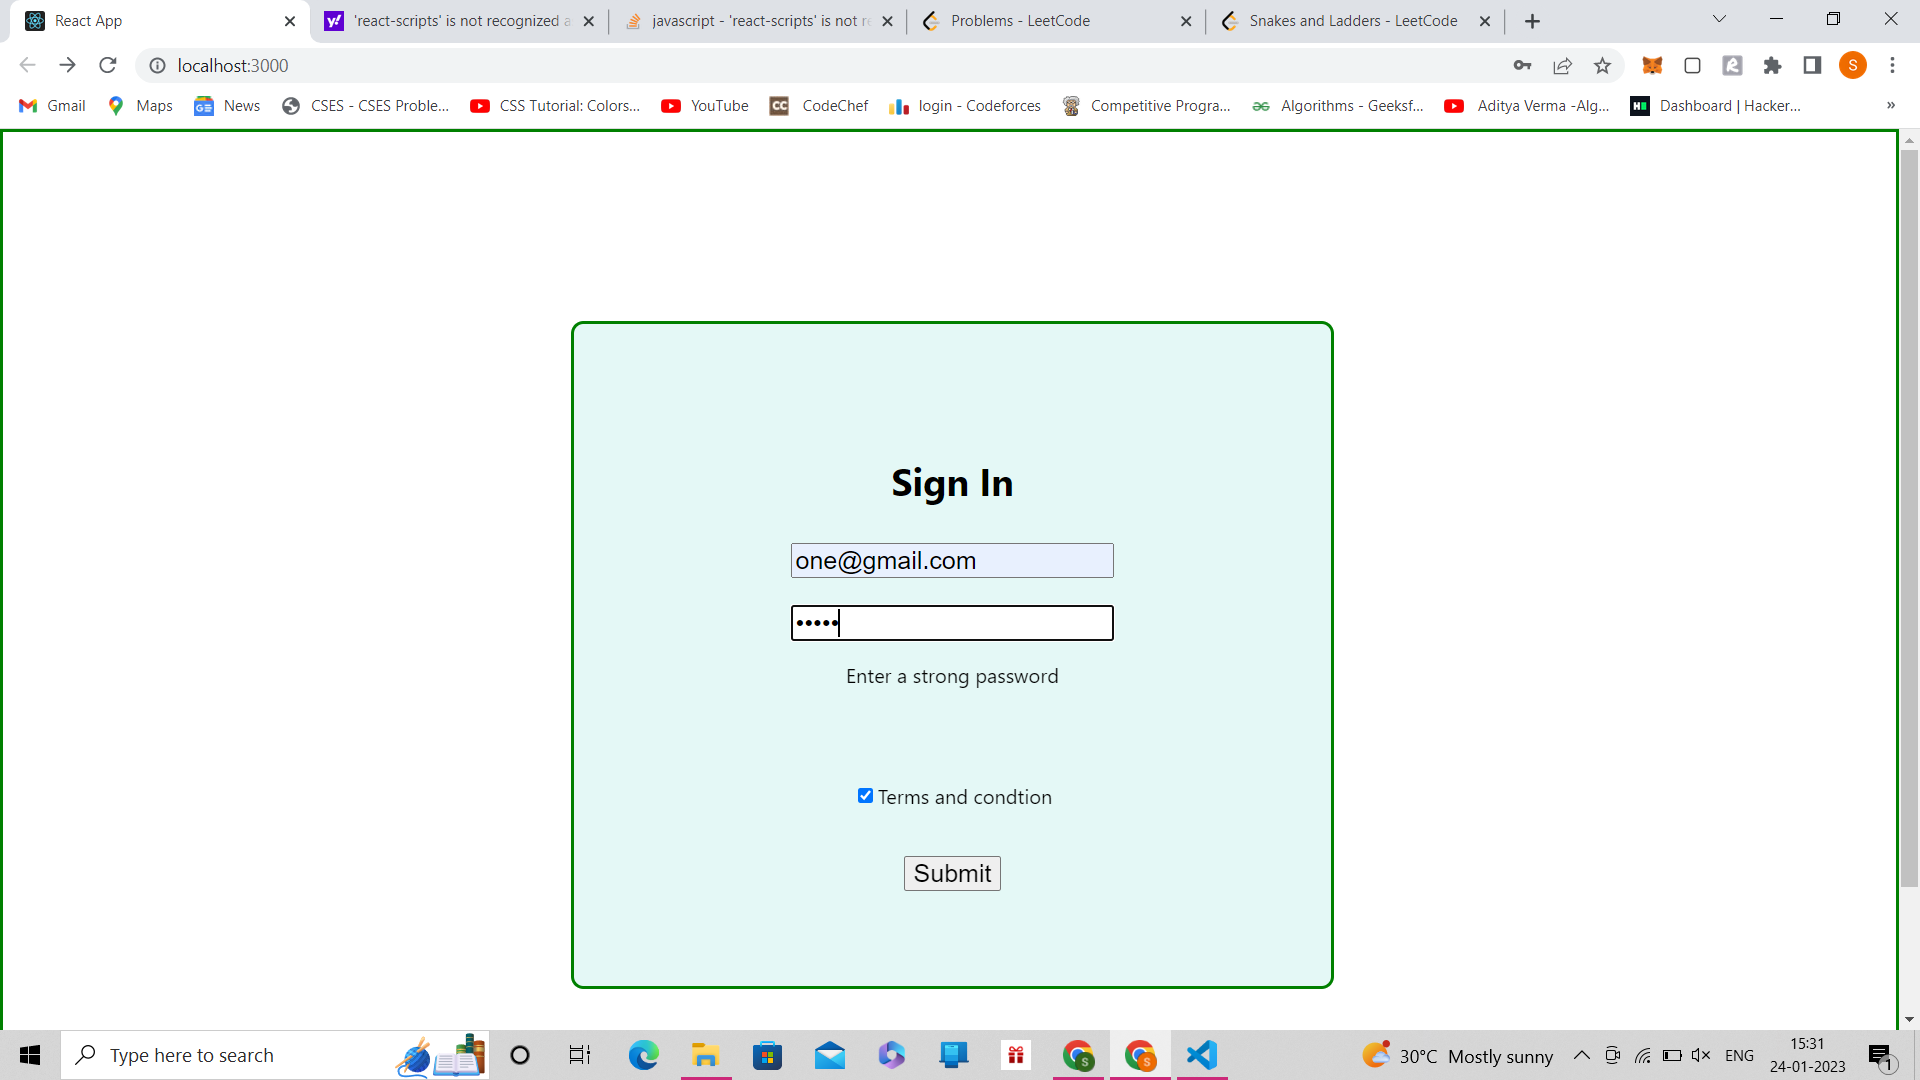 React App
'react-scripts' is not recognized a
javascript - 'react-scripts' is not re
Problems - LeetCode
Snakes and Ladders - LeetCode
localhost:3000
S
Gmail
Maps
News
CSES - CSES Proble...
CSS Tutorial: Colors...
YouTube
CC CodeChef
login - Codeforces
Competitive Progra...
Algorithms - Geeksf...
Aditya Verma -Alg...
Dashboard | Hacker...
»
Sign In
one@gmail.com
•••••
Enter a strong password
Terms and condtion
Submit
Type here to search
30°C Mostly sunny
ENG
15:31
24-01-2023
1